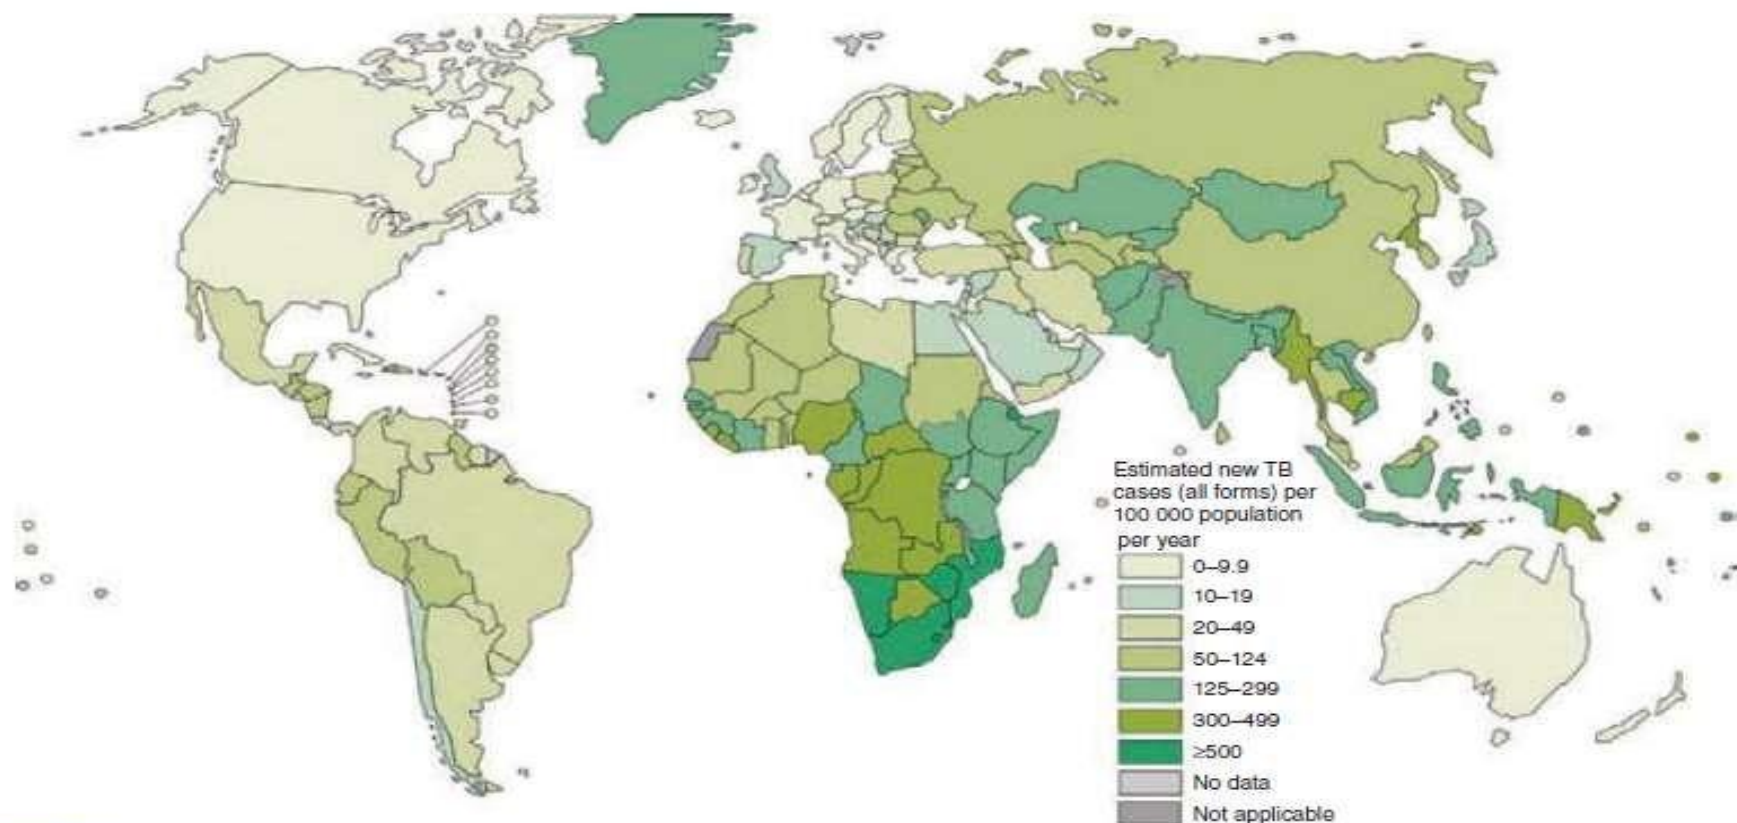 Estimated new TB
cases (all forms) per
100 000 population
per year
0–9.9
10–19
20–49
50–124
125–299
300–499
≥500
No data
Not applicable